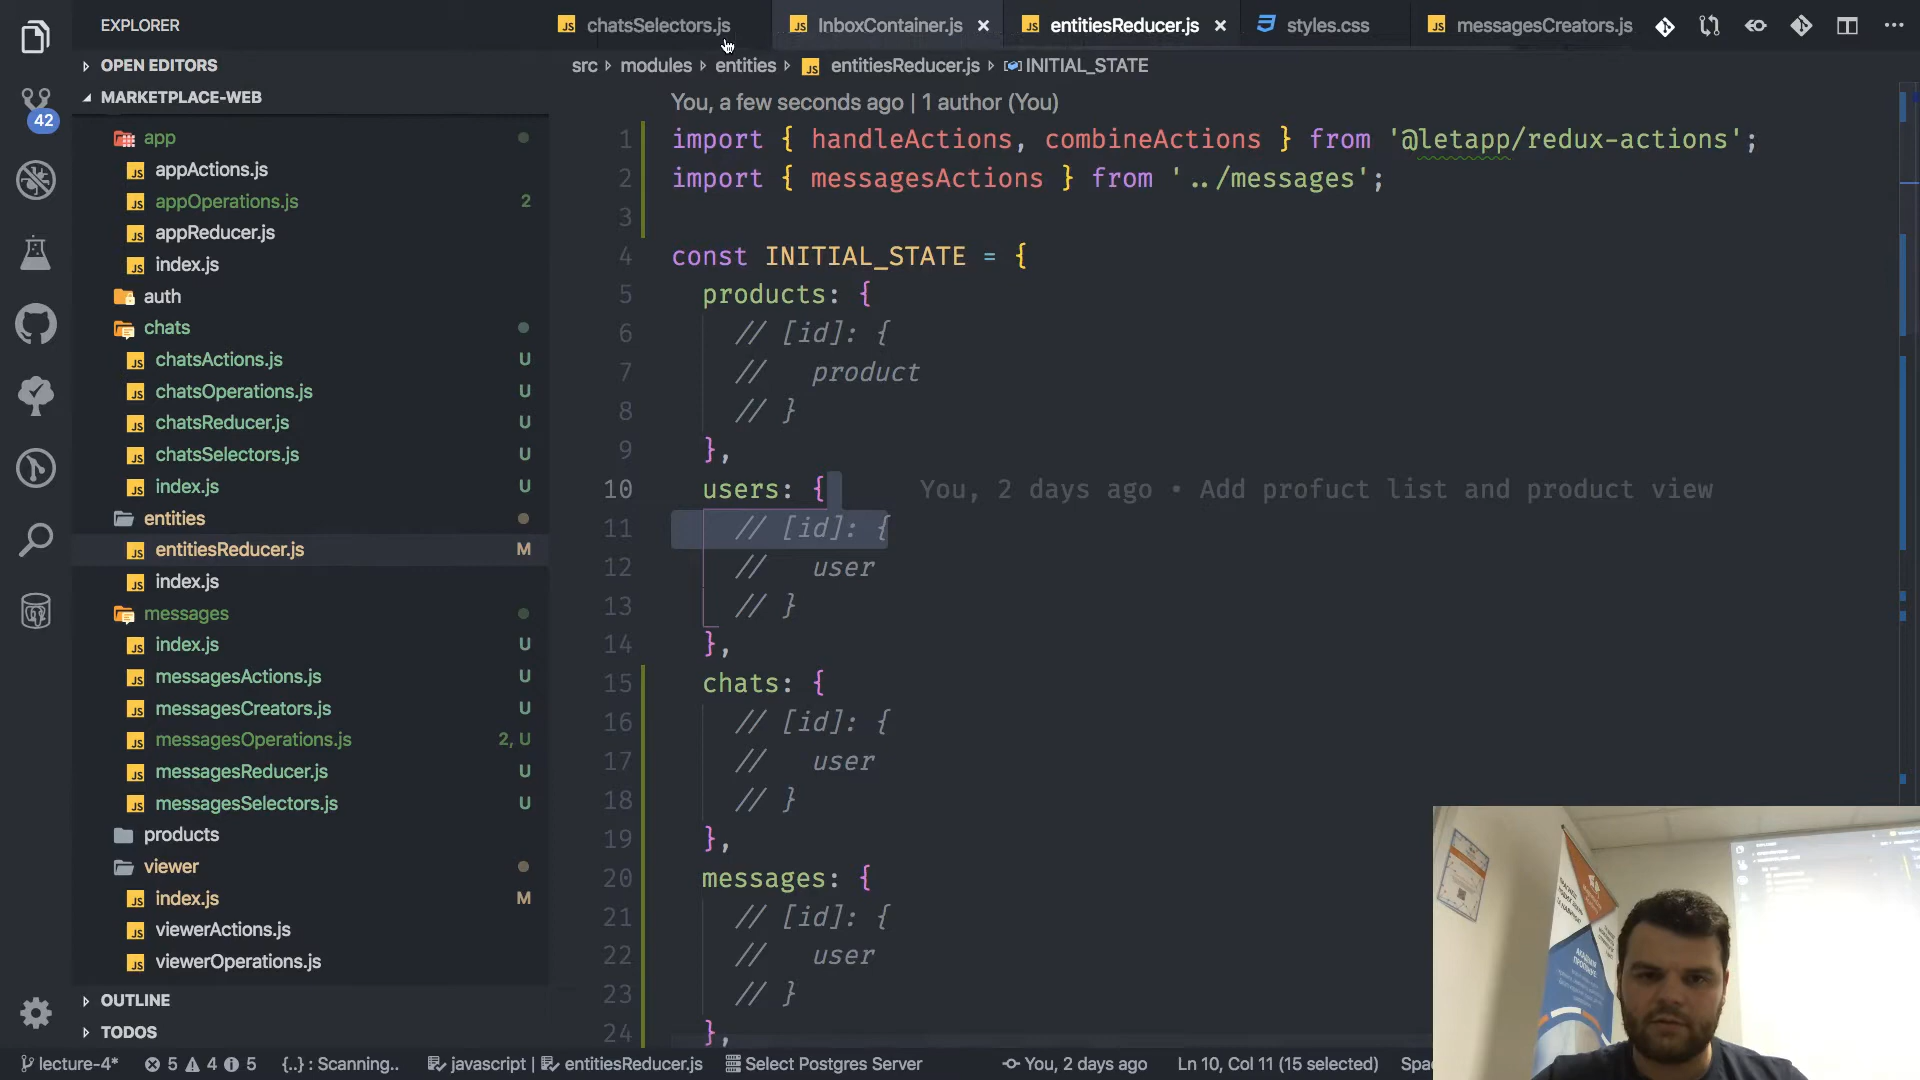 EXPLORER
chatsSelectors.js
InboxContainer.js
entitiesReducer.js
styles.css
messagesCreators.js
OPEN EDITORS
src
modules
entities
entitiesReducer.js
INITIAL_STATE
MARKETPLACE-WEB
42
app
appActions.js
appOperations.js 2
appReducer.js
index.js
auth
chats
chatsActions.js U
chatsOperations.js U
chatsReducer.js U
chatsSelectors.js U
index.js U
entities
entitiesReducer.js M
index.js
messages
index.js U
messagesActions.js U
messagesCreators.js U
messagesOperations.js 2, U
messagesReducer.js U
messagesSelectors.js U
products
viewer
index.js M
viewerActions.js
viewerOperations.js
OUTLINE
TODOS
You, a few seconds ago | 1 author (You)
1 import { handleActions, combineActions } from '@letapp/redux-actions';
2 import { messagesActions } from '../messages';
3
4 const INITIAL_STATE = {
5 products: {
6 // [id]: {
7 // product
8 // }
9 },
10 users: { You, 2 days ago • Add profuct list and product view
11 // [id]: {
12 // user
13 // }
14 },
15 chats: {
16 // [id]: {
17 // user
18 // }
19 },
20 messages: {
21 // [id]: {
22 // user
23 // }
24 },
lecture-4* 5 4 5 {..} : Scanning.. javascript | entitiesReducer.js Select Postgres Server You, 2 days ago Ln 10, Col 11 (15 selected)